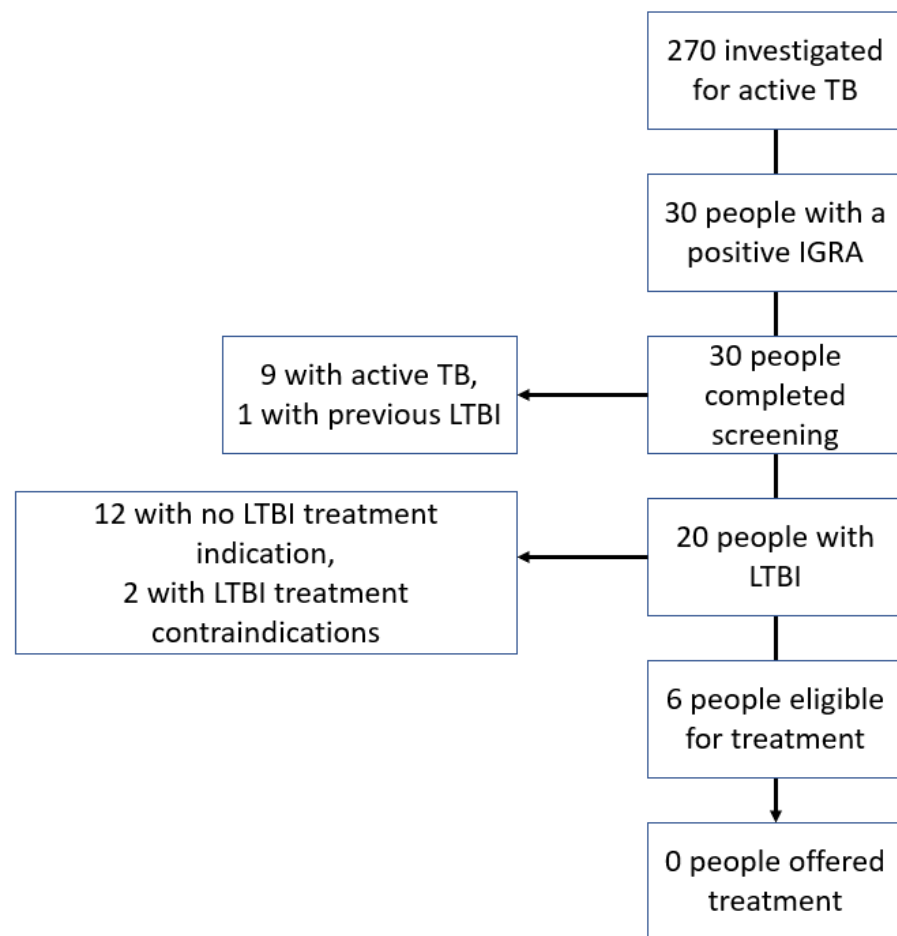 270 investigated
for active TB
30 people with a
positive IGRA
30 people
completed
screening
9 with active TB,
1 with previous LTBI
20 people with
LTBI
12 with no LTBI treatment
indication,
2 with LTBI treatment
contraindications
6 people eligible
for treatment
0 people offered
treatment